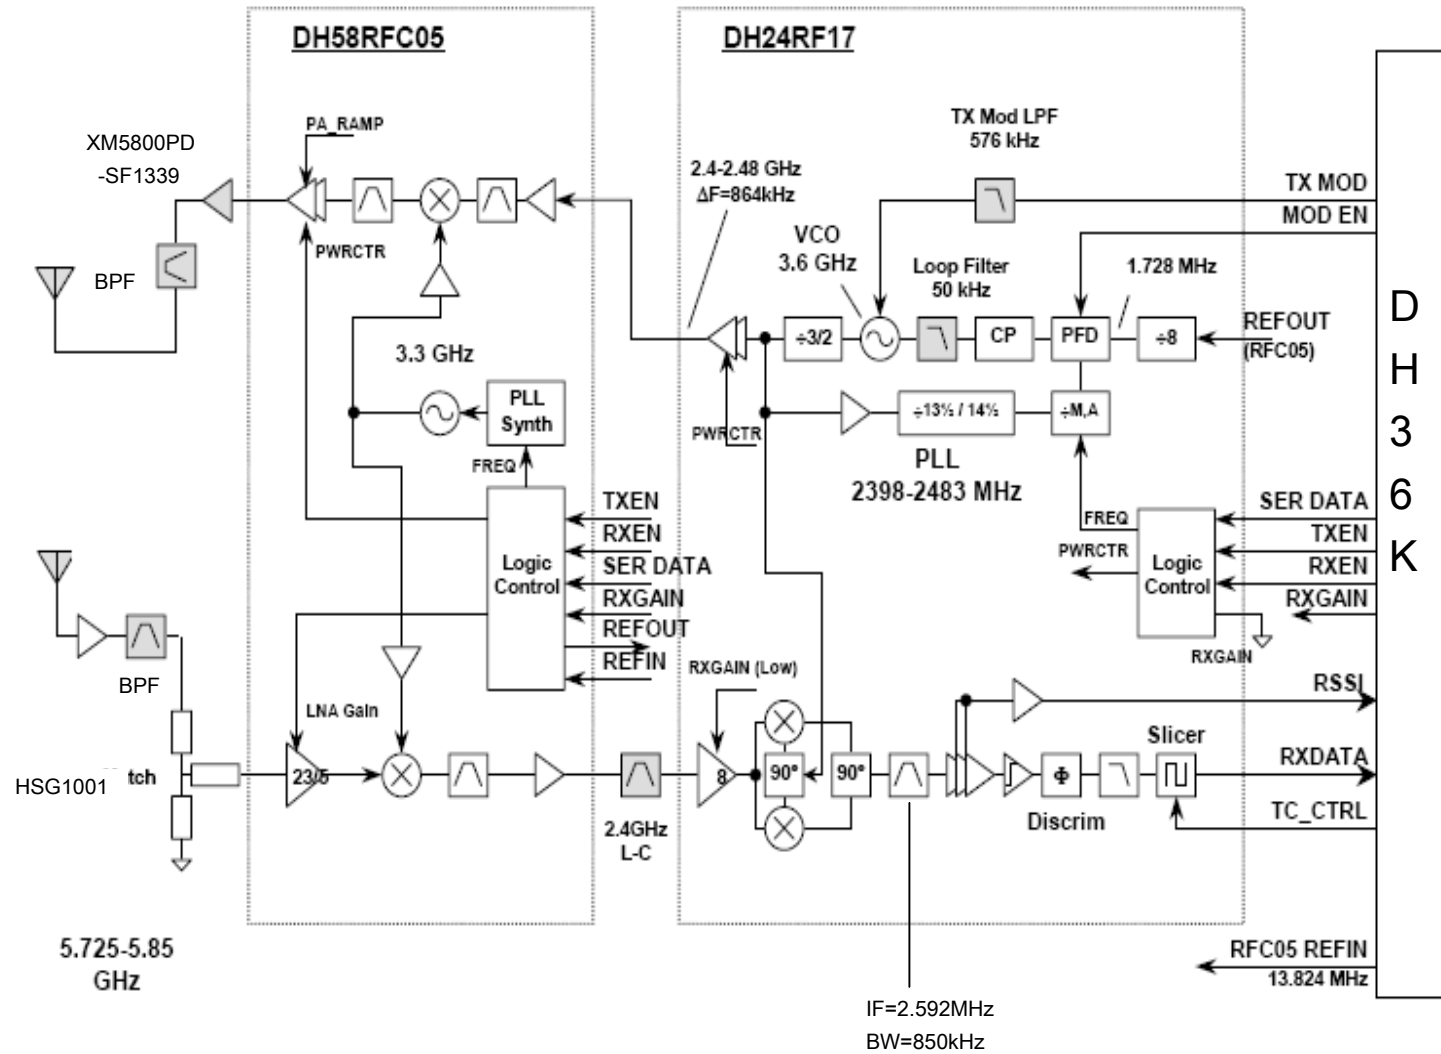 DH58RFC05
DH24RF17
XM5800PD
-SF1339
PA_RAMP
TX Mod LPF
576 kHz
2.4-2.48 GHz
ΔF=864kHz
TX MOD
MOD EN
PWRCTR
BPF
VCO
3.6 GHz
Loop Filter
50 kHz
1.728 MHz
÷3/2
CP
PFD
÷8
REFOUT
(RFC05)
D
H
3
6
K
3.3 GHz
PLL
Synth
FREQ
PWRCTR
÷13½ / 14½
÷M,A
PLL
2398-2483 MHz
TXEN
RXEN
SER DATA
RXGAIN
REFOUT
REFIN
Logic
Control
FREQ
PWRCTR
Logic
Control
SER DATA
TXEN
RXEN
RXGAIN
RXGAIN
BPF
LNA Gain
RXGAIN (Low)
RSSI
HSG1001
tch
23/5
8
90°
90°
Φ
Discrim
Slicer
RXDATA
TC_CTRL
2.4GHz
L-C
5.725-5.85
GHz
RFC05 REFIN
13.824 MHz
IF=2.592MHz
BW=850kHz